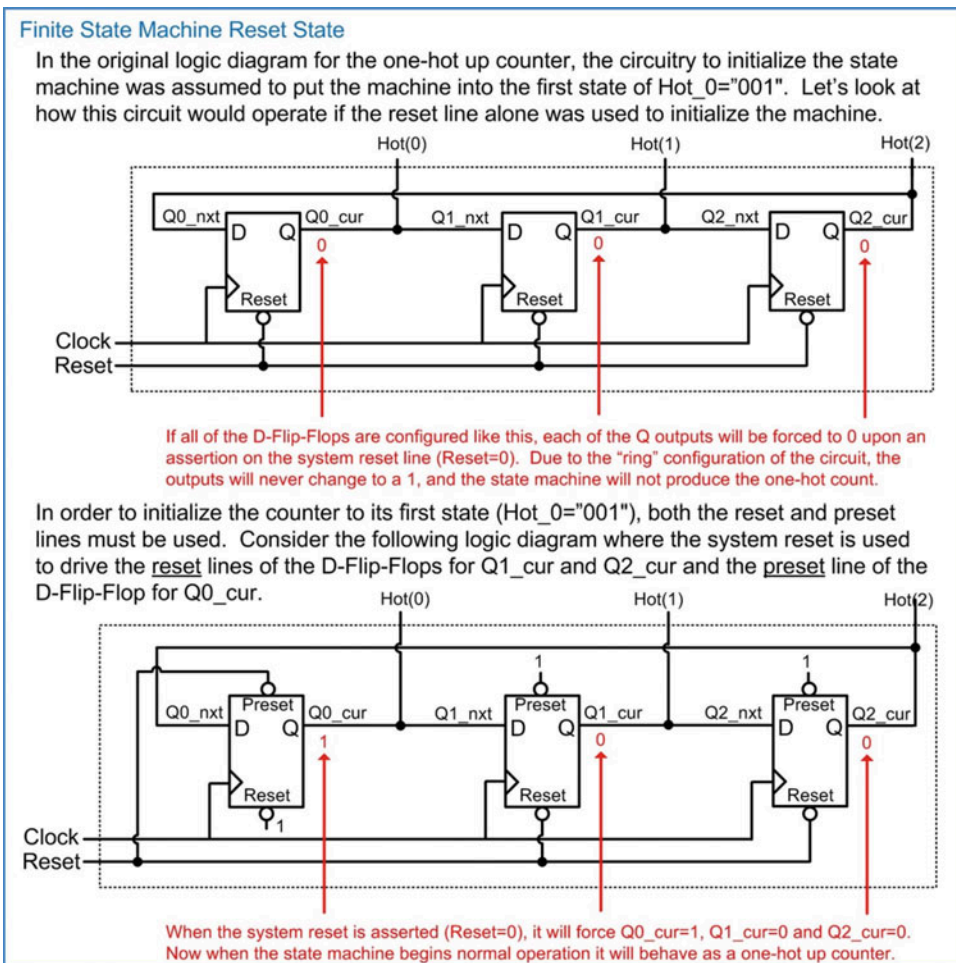 Finite State Machine Reset State
In the original logic diagram for the one-hot up counter, the circuitry to initialize the state
machine was assumed to put the machine into the first state of Hot_0="001". Let's look at
how this circuit would operate if the reset line alone was used to initialize the machine.
Hot(0) Hot(1) Hot(2)
Q0_nxt Q0_cur Q1_nxt Q1_cur Q2_nxt Q2_cur
D Q D Q D Q
0 0 0
Reset Reset Reset
Clock
Reset
If all of the D-Flip-Flops are configured like this, each of the Q outputs will be forced to 0 upon an
assertion on the system reset line (Reset=0). Due to the "ring" configuration of the circuit, the
outputs will never change to a 1, and the state machine will not produce the one-hot count.
In order to initialize the counter to its first state (Hot_0="001"), both the reset and preset
lines must be used. Consider the following logic diagram where the system reset is used
to drive the reset lines of the D-Flip-Flops for Q1_cur and Q2_cur and the preset line of the
D-Flip-Flop for Q0_cur.
Hot(0) Hot(1) Hot(2)
1 1
Preset Preset Preset
Q0_nxt Q0_cur Q1_nxt Q1_cur Q2_nxt Q2_cur
D Q D Q D Q
1 0 0
Reset Reset Reset
1
Clock
Reset
When the system reset is asserted (Reset=0), it will force Q0_cur=1, Q1_cur=0 and Q2_cur=0.
Now when the state machine begins normal operation it will behave as a one-hot up counter.